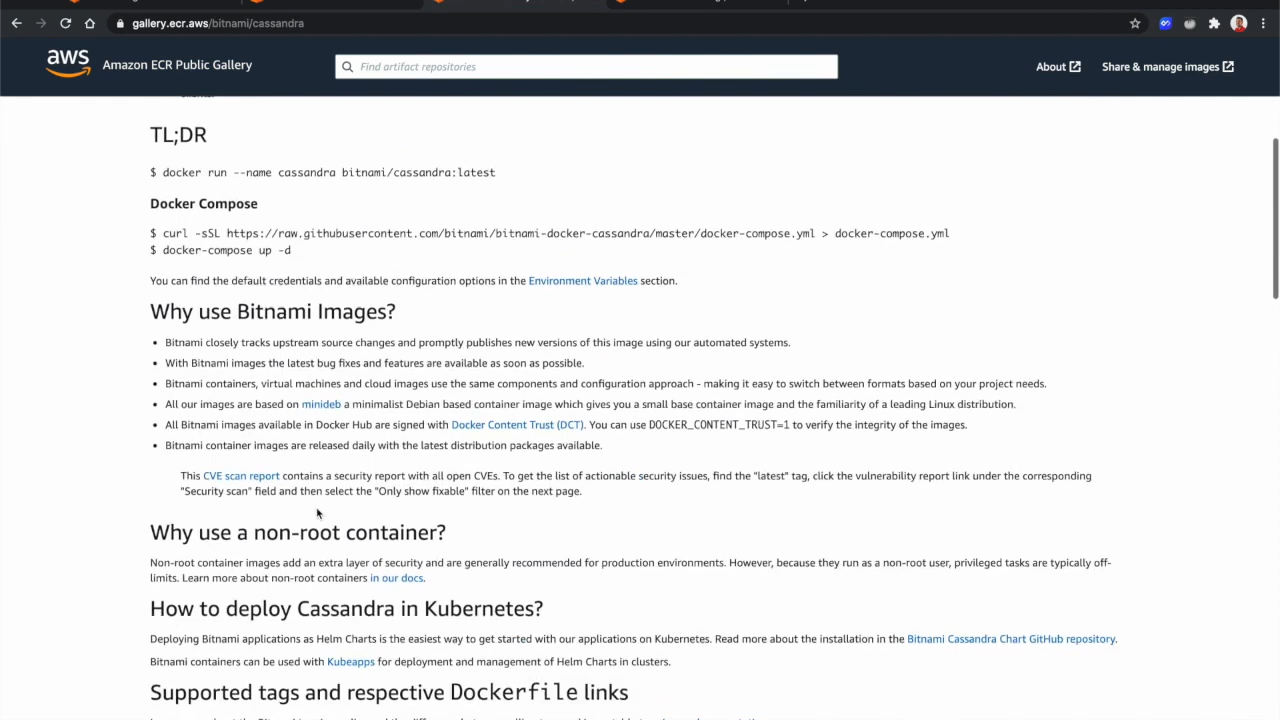 gallery.ecr.aws/bitnami/cassandra
aws
Amazon ECR Public Gallery
Find artifact repositories
About
Share & manage images
TL;DR
$ docker run --name cassandra bitnami/cassandra:latest
Docker Compose
$ curl -sSL https://raw.githubusercontent.com/bitnami/bitnami-docker-cassandra/master/docker-compose.yml > docker-compose.yml
$ docker-compose up -d
You can find the default credentials and available configuration options in the Environment Variables section.
Why use Bitnami Images?
• Bitnami closely tracks upstream source changes and promptly publishes new versions of this image using our automated systems.
• With Bitnami images the latest bug fixes and features are available as soon as possible.
• Bitnami containers, virtual machines and cloud images use the same components and configuration approach - making it easy to switch between formats based on your project needs.
• All our images are based on minideb a minimalist Debian based container image which gives you a small base container image and the familiarity of a leading Linux distribution.
• All Bitnami images available in Docker Hub are signed with Docker Content Trust (DCT). You can use DOCKER_CONTENT_TRUST=1 to verify the integrity of the images.
• Bitnami container images are released daily with the latest distribution packages available.
This CVE scan report contains a security report with all open CVEs. To get the list of actionable security issues, find the "latest" tag, click the vulnerability report link under the corresponding
"Security scan" field and then select the "Only show fixable" filter on the next page.
Why use a non-root container?
Non-root container images add an extra layer of security and are generally recommended for production environments. However, because they run as a non-root user, privileged tasks are typically off-
limits. Learn more about non-root containers in our docs.
How to deploy Cassandra in Kubernetes?
Deploying Bitnami applications as Helm Charts is the easiest way to get started with our applications on Kubernetes. Read more about the installation in the Bitnami Cassandra Chart GitHub repository.
Bitnami containers can be used with Kubeapps for deployment and management of Helm Charts in clusters.
Supported tags and respective Dockerfile links